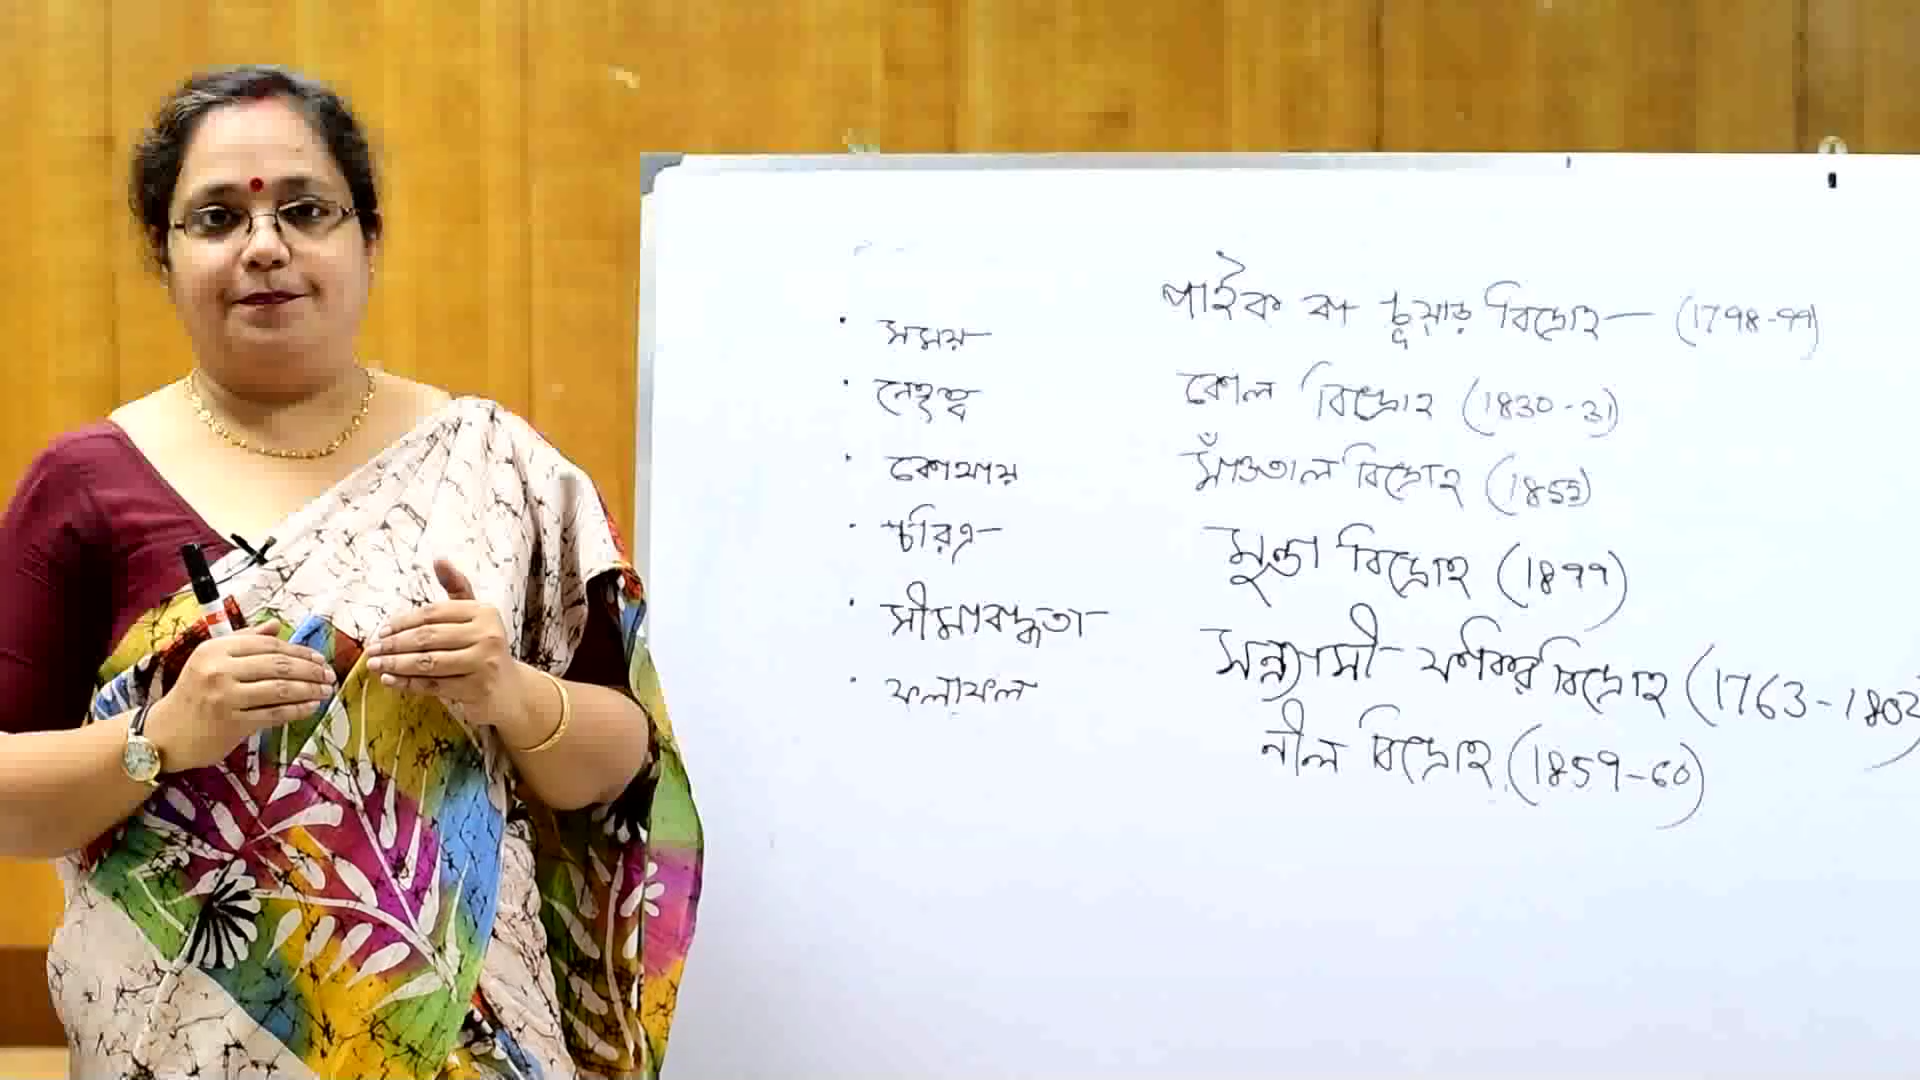 সময়
নেতৃত্ব
কোথায়
চরিত্র
সীমাবদ্ধতা
ফলাফল
পাইক বা চুয়াড় বিদ্রোহ - (1798-99)
কোল বিদ্রোহ (1830-31)
সাঁওতাল বিদ্রোহ (1855)
মুন্ডা বিদ্রোহ (1899)
সন্ন্যাসী ফকির বিদ্রোহ (1763-1802)
নীল বিদ্রোহ (1859-60)